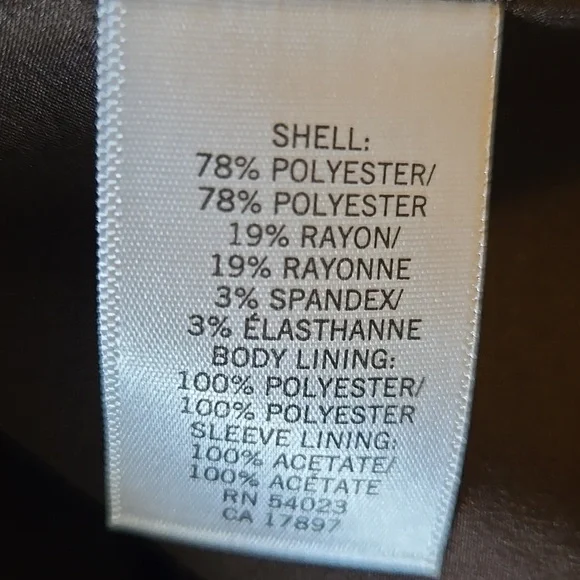 SHELL:
78% POLYESTER/
78% POLYESTER
19% RAYON/
19% RAYONNE
3% SPANDEX/
3% ÉLASTHANNE
BODY LINING:
100% POLYESTER/
100% POLYESTER
SLEEVE LINING:
100% ACETATE/
100% ACÉTATE
RN 54023
CA 17897